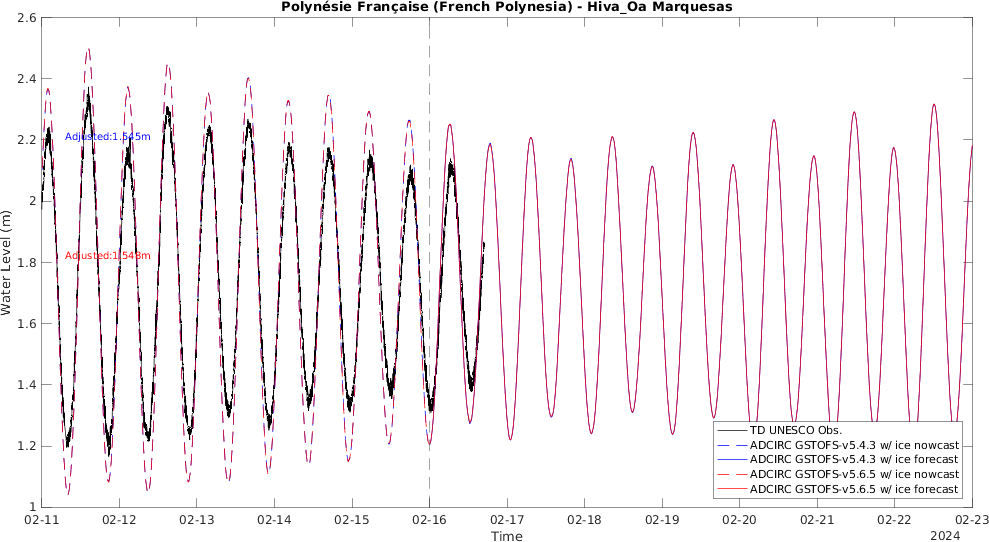 Polynésie Française (French Polynesia) - Hiva_Oa Marquesas
2.6
2.4
2.2
2
1.8
1.6
1.4
1.2
1
Water Level (m)
Adjusted:1.545m
Adjusted:1.548m
TD UNESCO Obs.
ADCIRC GSTOFS-v5.4.3 w/ ice nowcast
ADCIRC GSTOFS-v5.4.3 w/ ice forecast
ADCIRC GSTOFS-v5.6.5 w/ ice nowcast
ADCIRC GSTOFS-v5.6.5 w/ ice forecast
02-11 02-12 02-13 02-14 02-15 02-16 02-17 02-18 02-19 02-20 02-21 02-22 02-23
Time
2024